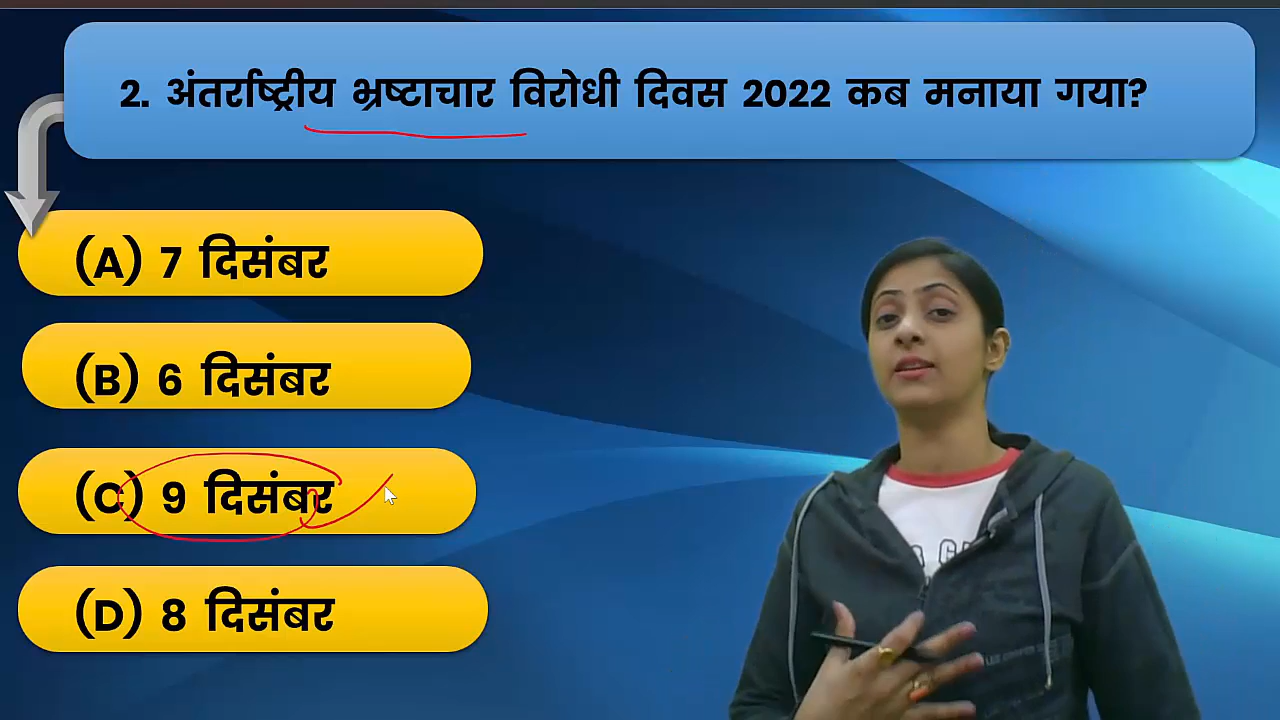 2. अंतर्राष्ट्रीय भ्रष्टाचार विरोधी दिवस 2022 कब मनाया गया?
(A) 7 दिसंबर
(B) 6 दिसंबर
(C) 9 दिसंबर
(D) 8 दिसंबर